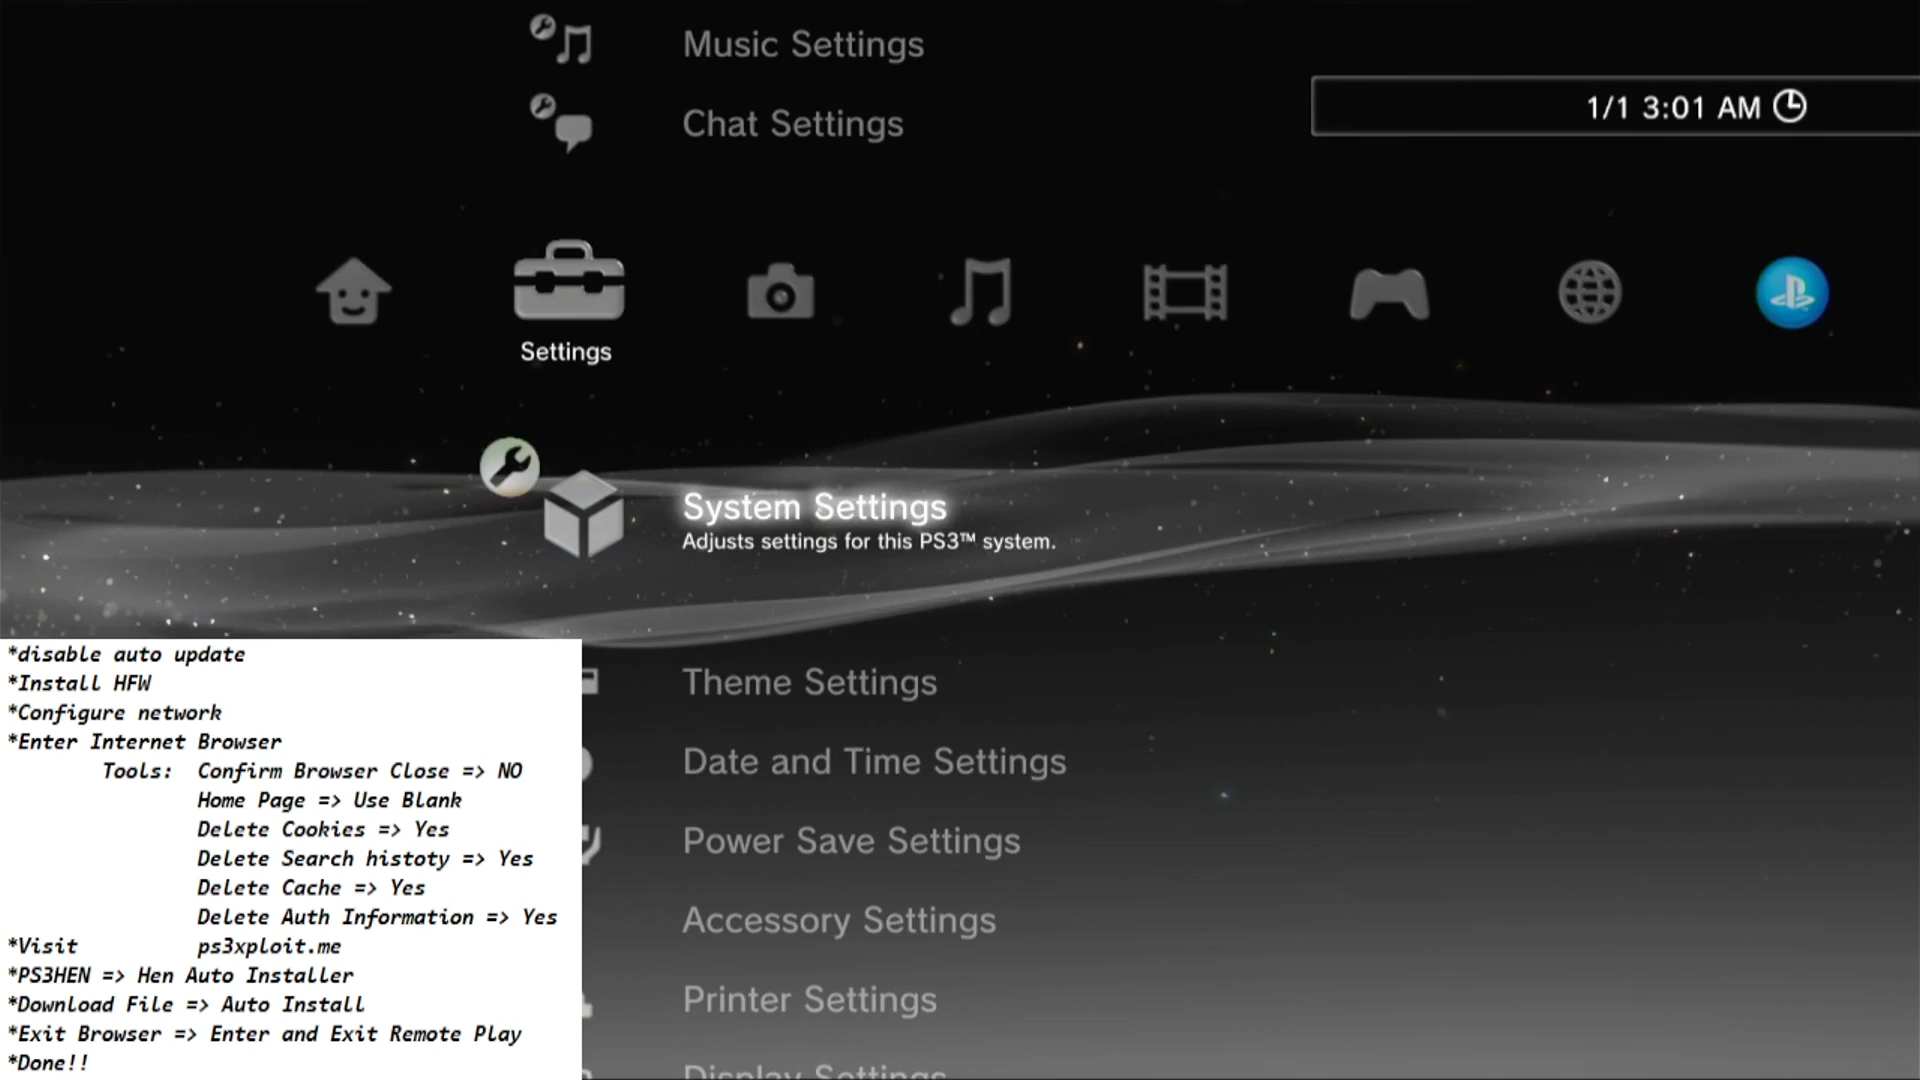 Music Settings
Chat Settings
1/1 3:01 AM
Settings
System Settings
Adjusts settings for this PS3™ system.
Theme Settings
Date and Time Settings
Power Save Settings
Accessory Settings
Printer Settings
Display Settings
*disable auto update
*Install HFW
*Configure network
*Enter Internet Browser
Tools: Confirm Browser Close => NO
Home Page => Use Blank
Delete Cookies => Yes
Delete Search histoty => Yes
Delete Cache => Yes
Delete Auth Information => Yes
*Visit ps3xploit.me
*PS3HEN => Hen Auto Installer
*Download File => Auto Install
*Exit Browser => Enter and Exit Remote Play
*Done!!